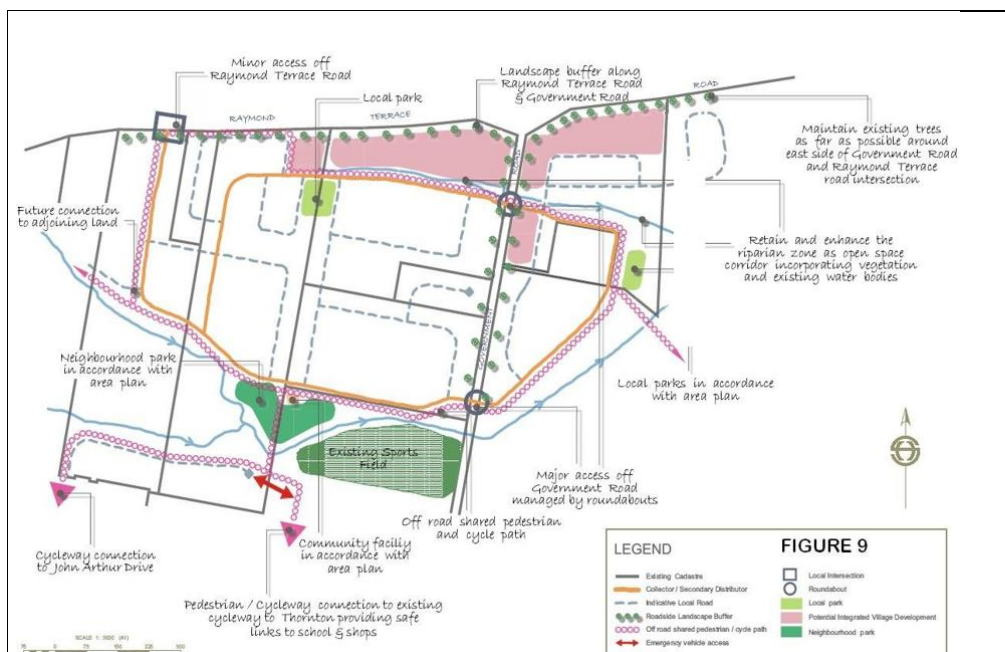 Minor access off
Raymond Terrace Road
Local park
Landscape buffer along
Raymond Terrace Road
& Government Road
RAYMOND
TERRACE
ROAD
ROAD
Maintain existing trees
as far as possible around
east side of Government Road
and Raymond Terrace
road intersection
Future connection
to adjoining land
Retain and enhance the
riparian zone as open space
corridor incorporating vegetation
and existing water bodies
GOVERNMENT
Neighbourhood park
in accordance with
area plan
Local parks in accordance
with area plan
Existing Sports
Field
Major access off
Government Road
managed by roundabouts
Off road shared pedestrian
and cycle path
Cycleway connection
to John Arthur Drive
Community faciliy
in accordance with
area plan
Pedestrian / Cycleway connection to existing
cycleway to Thornton providing safe
links to school & shops
LEGEND
FIGURE 9
Existing Cadastre
Collector / Secondary Distributor
Indicative Local Road
Roadside Landscape Buffer
Off road shared pedestrian / cycle path
Emergency vehicle access
Local Intersection
Roundabout
Local park
Potential Integrated Village Development
Neighbourhood park
75 0